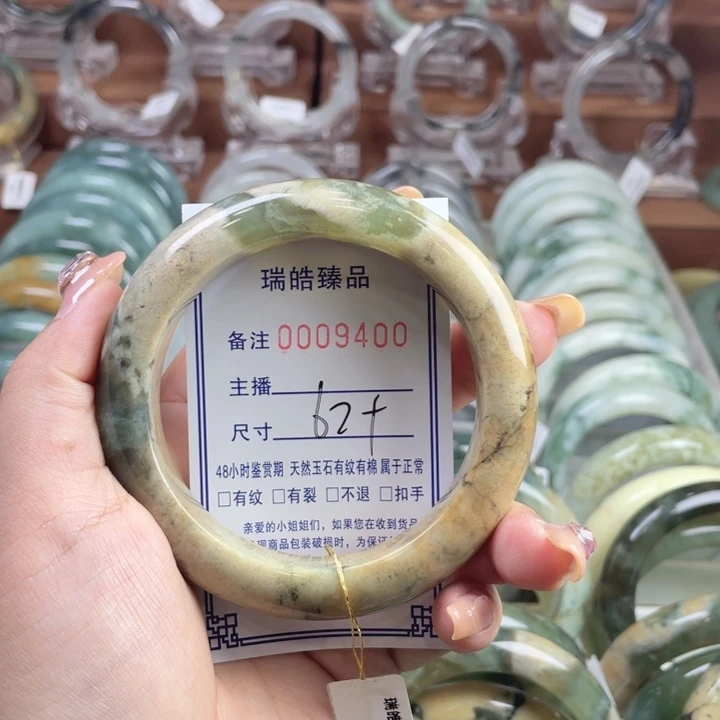 瑞皓臻品
备注 0009400
主播
尺寸 62+
48小时鉴赏期 天然玉石有纹有棉 属于正常
□有纹 □有裂 □不退 □扣手
亲爱的小姐姐们,如果您在收到货品
现商品包装破损时,为保证